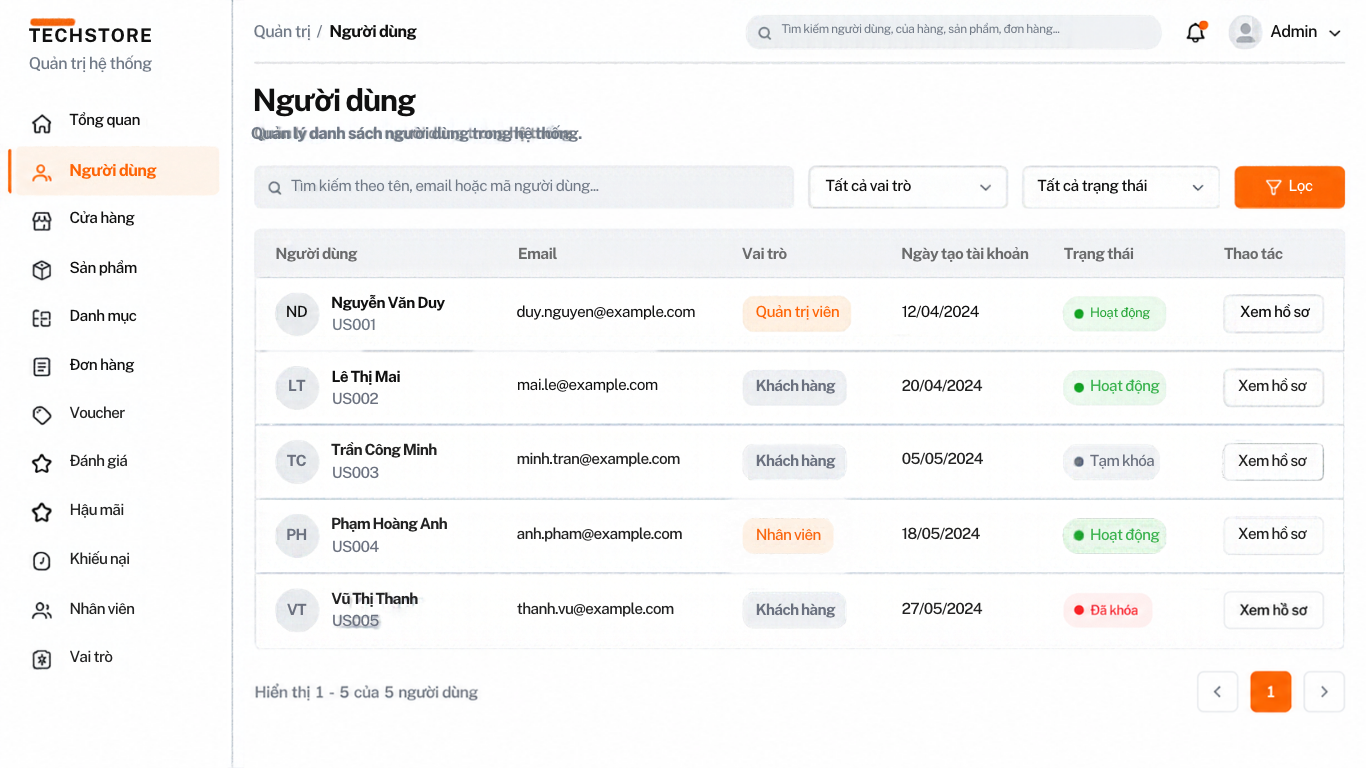 TECHSTORE
Quản trị hệ thống
Tổng quan
Người dùng
Cửa hàng
Sản phẩm
Danh mục
Đơn hàng
Voucher
Đánh giá
Hậu mãi
Khiếu nại
Nhân viên
Vai trò
Quản trị / Người dùng
Tìm kiếm người dùng, của hàng, sản phẩm, đơn hàng...
Admin
Người dùng
Quản lý danh sách người dùng trong hệ thống.
Tìm kiếm theo tên, email hoặc mã người dùng...
Tất cả vai trò
Tất cả trạng thái
Lọc
Người dùng Email Vai trò Ngày tạo tài khoản Trạng thái Thao tác
ND Nguyễn Văn Duy duy.nguyen@example.com Quản trị viên 12/04/2024 Hoạt động Xem hồ sơ
US001
LT Lê Thị Mai mai.le@example.com Khách hàng 20/04/2024 Hoạt động Xem hồ sơ
US002
TC Trần Công Minh minh.tran@example.com Khách hàng 05/05/2024 Tạm khóa Xem hồ sơ
US003
PH Phạm Hoàng Anh anh.pham@example.com Nhân viên 18/05/2024 Hoạt động Xem hồ sơ
US004
VT Vũ Thị Thanh thanh.vu@example.com Khách hàng 27/05/2024 Đã khóa Xem hồ sơ
US005
Hiển thị 1 - 5 của 5 người dùng
1